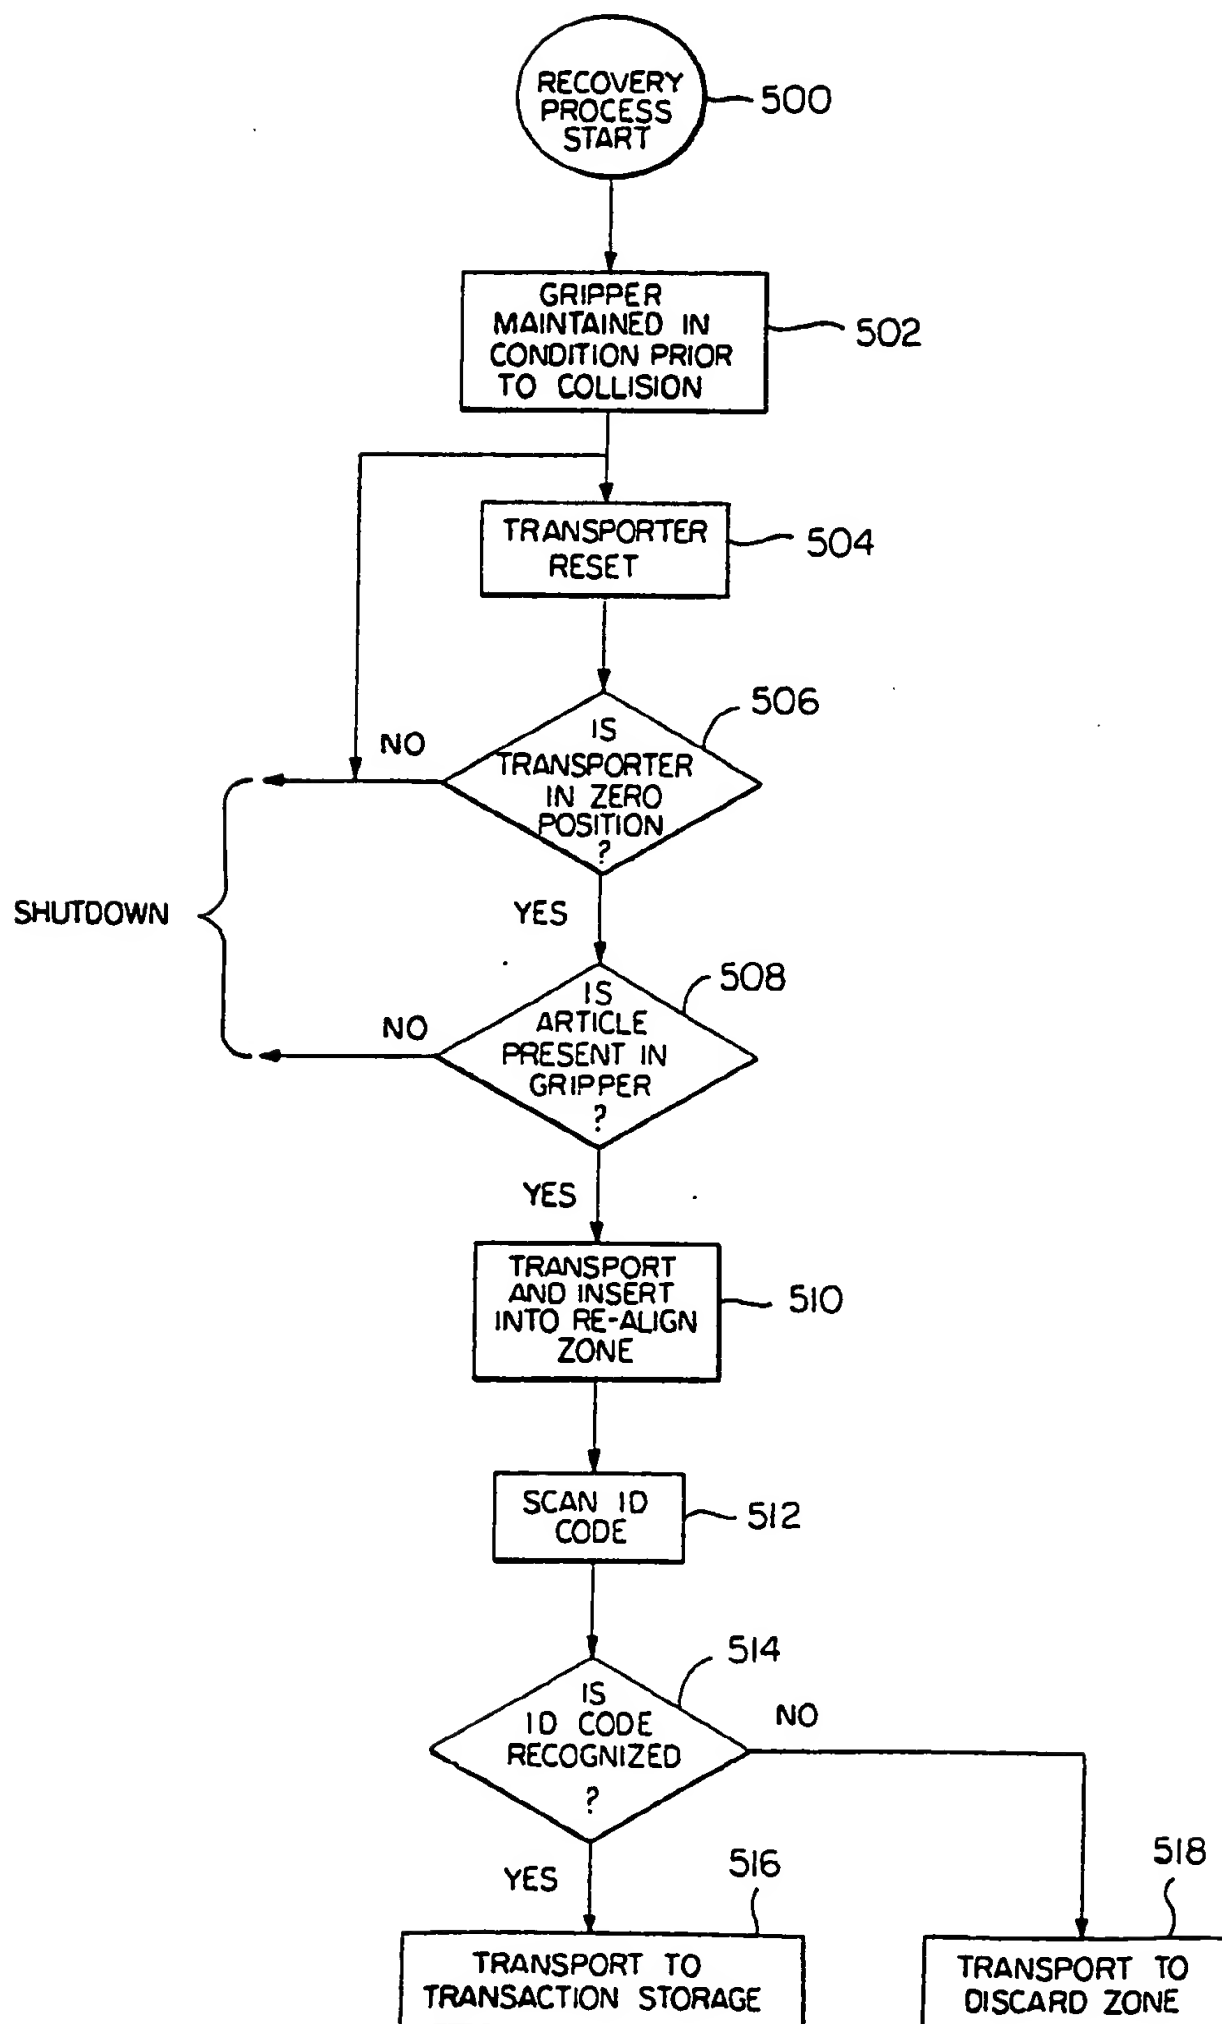 RECOVERY
PROCESS
START
500
GRIPPER
MAINTAINED IN
CONDITION PRIOR
TO COLLISION
502
TRANSPORTER
RESET
504
506
IS
TRANSPORTER
IN ZERO
POSITION
?
NO
SHUTDOWN
YES
508
IS
ARTICLE
PRESENT IN
GRIPPER
?
NO
YES
TRANSPORT
AND INSERT
INTO RE-ALIGN
ZONE
510
SCAN ID
CODE
512
514
IS
ID CODE
RECOGNIZED
?
NO
YES
516
518
TRANSPORT TO
TRANSACTION STORAGE
TRANSPORT TO
DISCARD ZONE